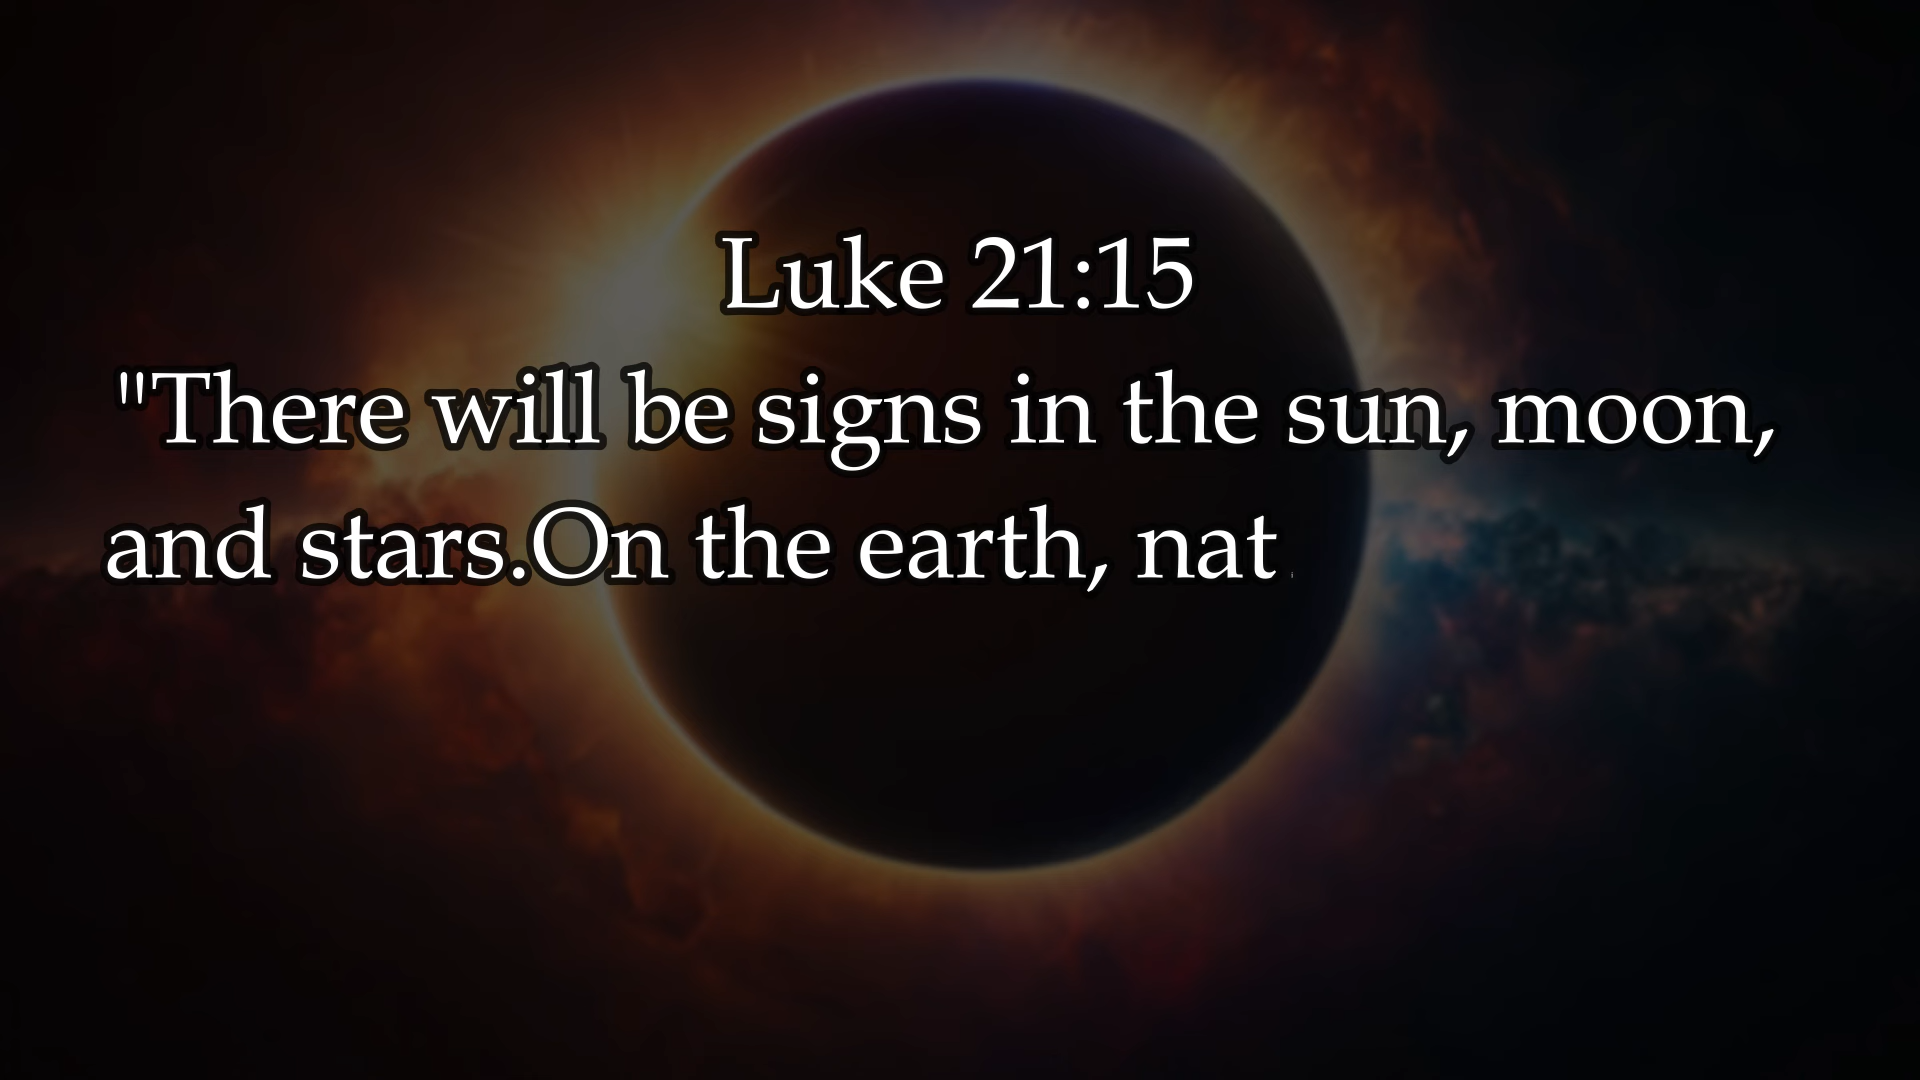 Luke 21:15
"There will be signs in the sun, moon,
and stars.On the earth, nat